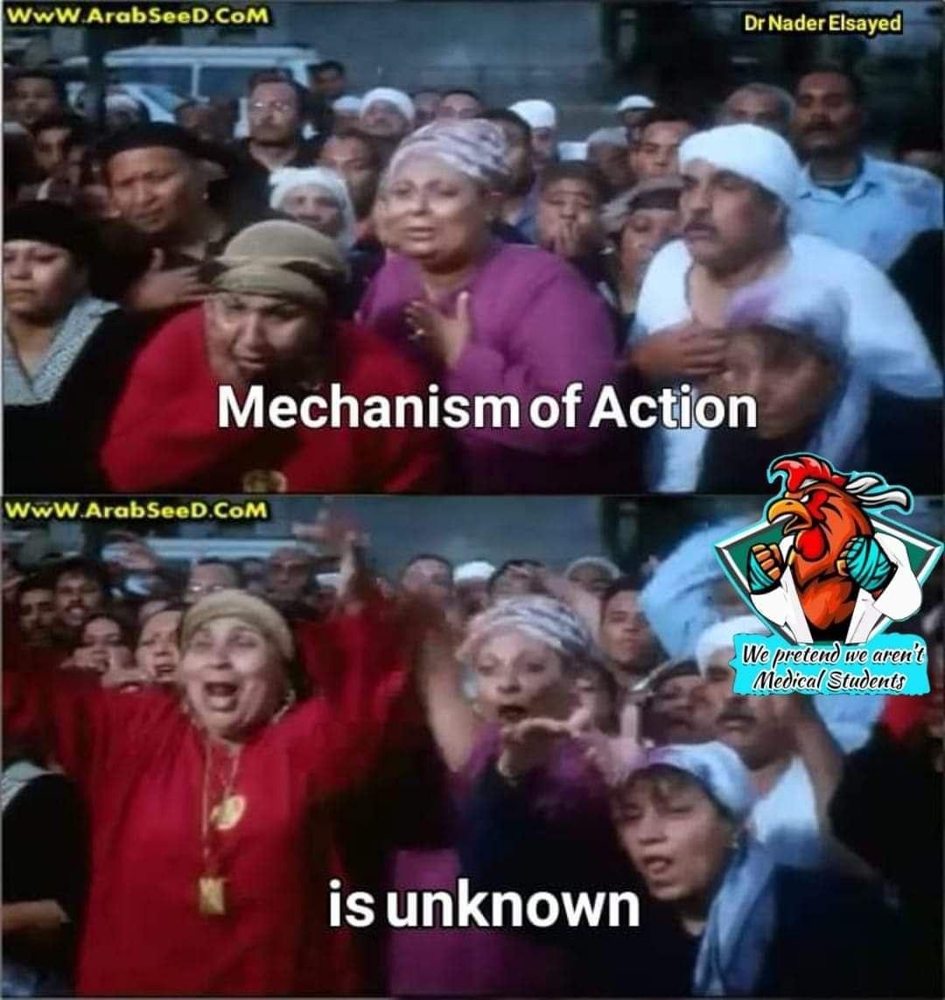 WwW.ArabSeeD.CoM
Dr Nader Elsayed
Mechanism of Action
WwW.ArabSeeD.CoM
We pretend we aren't
Medical Students
is unknown